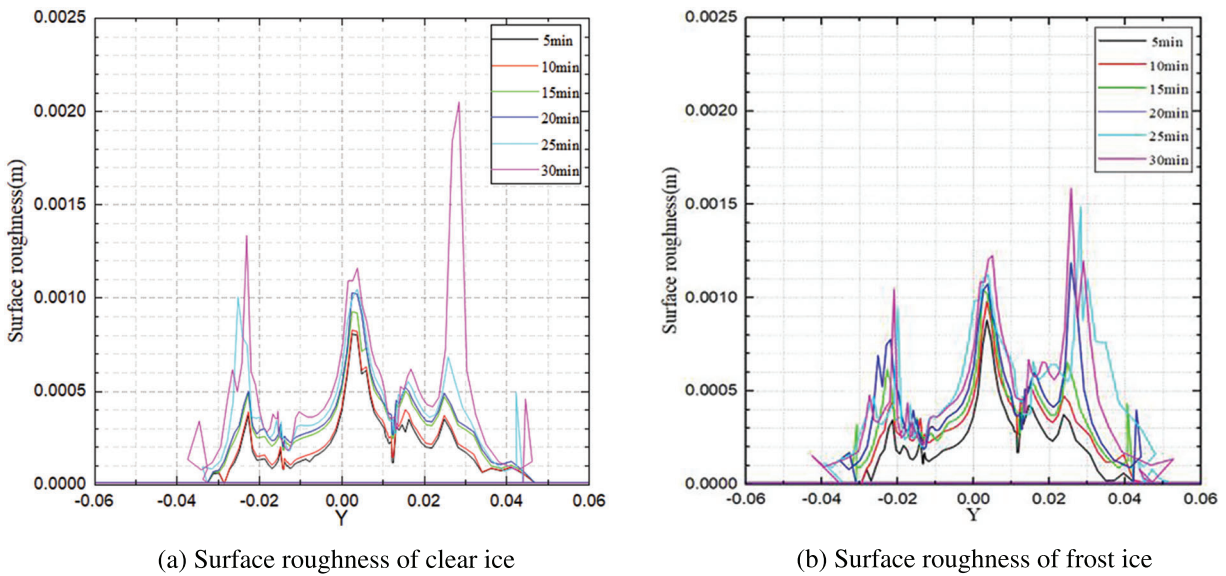 0.0025
0.0020
0.0015
0.0010
0.0005
0.0000
Surface roughness(m)
-0.06 -0.04 -0.02 0.00 0.02 0.04 0.06
Y
5min
10min
15min
20min
25min
30min
(a) Surface roughness of clear ice
0.0025
0.0020
0.0015
0.0010
0.0005
0.0000
Surface roughness(m)
-0.06 -0.04 -0.02 0.00 0.02 0.04 0.06
Y
5min
10min
15min
20min
25min
30min
(b) Surface roughness of frost ice